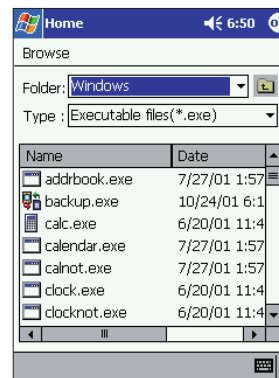 Home 6:50
Browse
Folder: Windows
Type : Executable files(*.exe)
Name Date
addrbook.exe 7/27/01 1:57
backup.exe 10/24/01 6:1
calc.exe 6/20/01 11:4
calendar.exe 7/27/01 1:57
calnot.exe 7/27/01 1:57
clock.exe 6/20/01 11:4
clocknot.exe 6/20/01 11:4